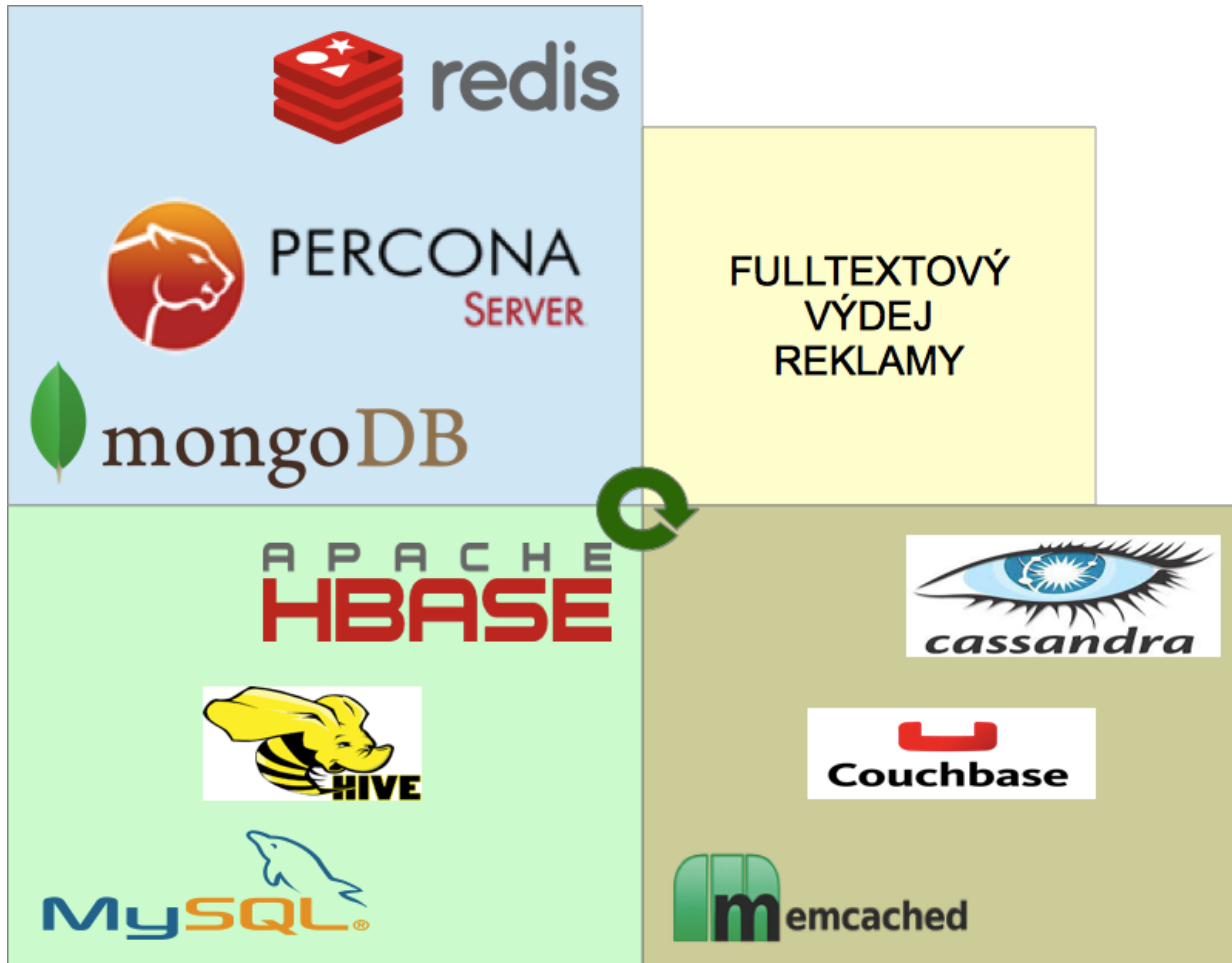 redis
PERCONA
SERVER
mongoDB
FULLTEXTOVÝ
VÝDEJ
REKLAMY
APACHE
HBASE
HIVE
MySQL®
cassandra
Couchbase
Memcached